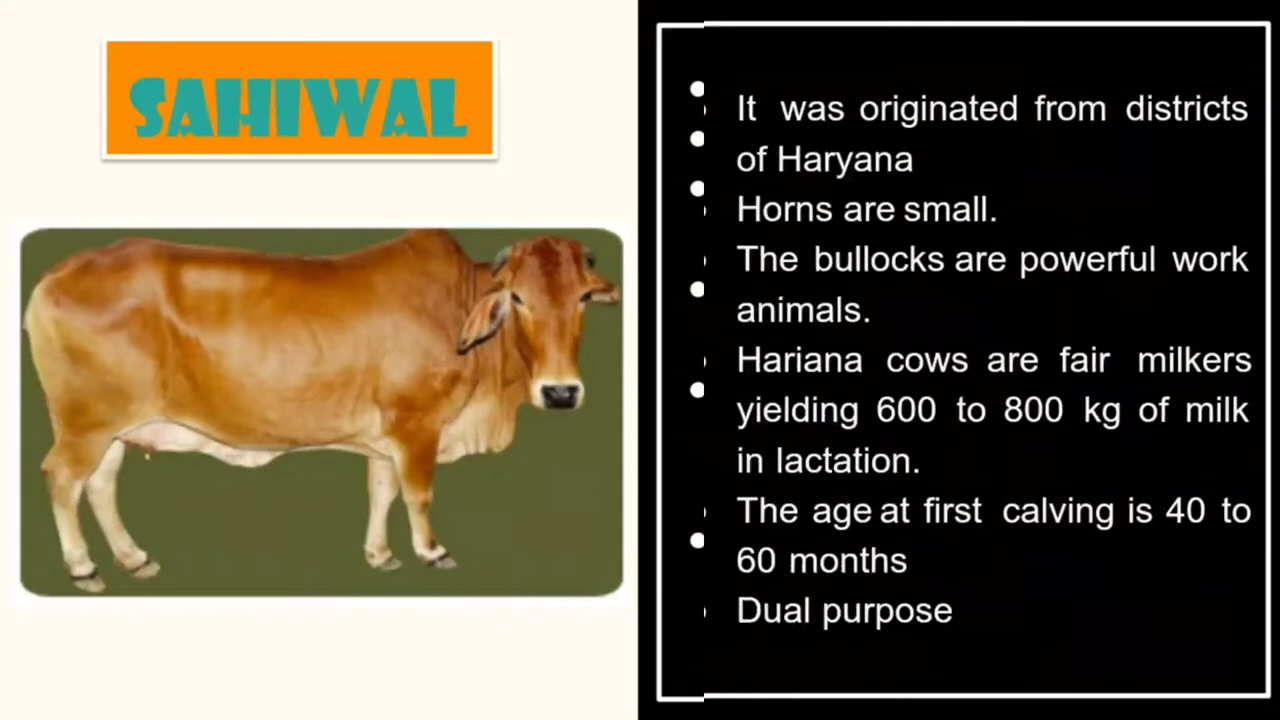 SAHIWAL
It was originated from districts
of Haryana
Horns are small.
The bullocks are powerful work
animals.
Hariana cows are fair milkers
yielding 600 to 800 kg of milk
in lactation.
The age at first calving is 40 to
60 months
Dual purpose